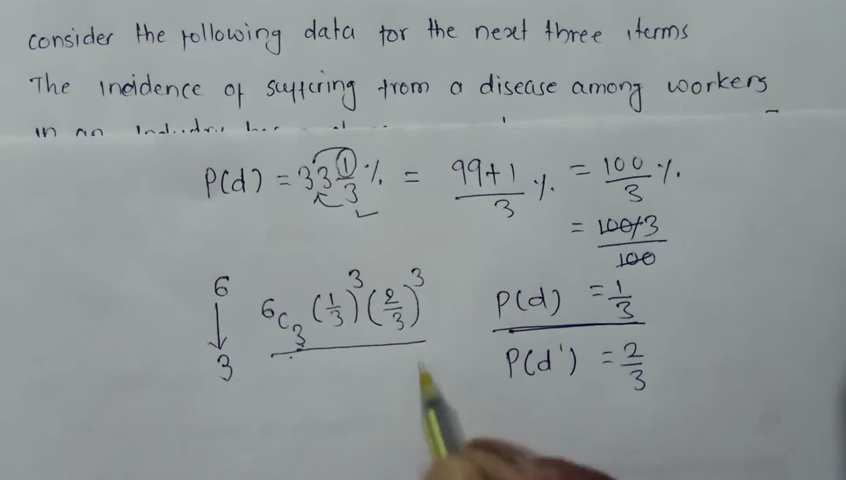 consider the following data for the next three items
The incidence of suffering from a disease among workers
in an
P(d) = 33 1/3 % = 99+1/3 % = 100/3 %.
= 100/3/100
6 ↓ 3
6C3 (1/3)^3 (2/3)^3
P(d) = 1/3
P(d') = 2/3